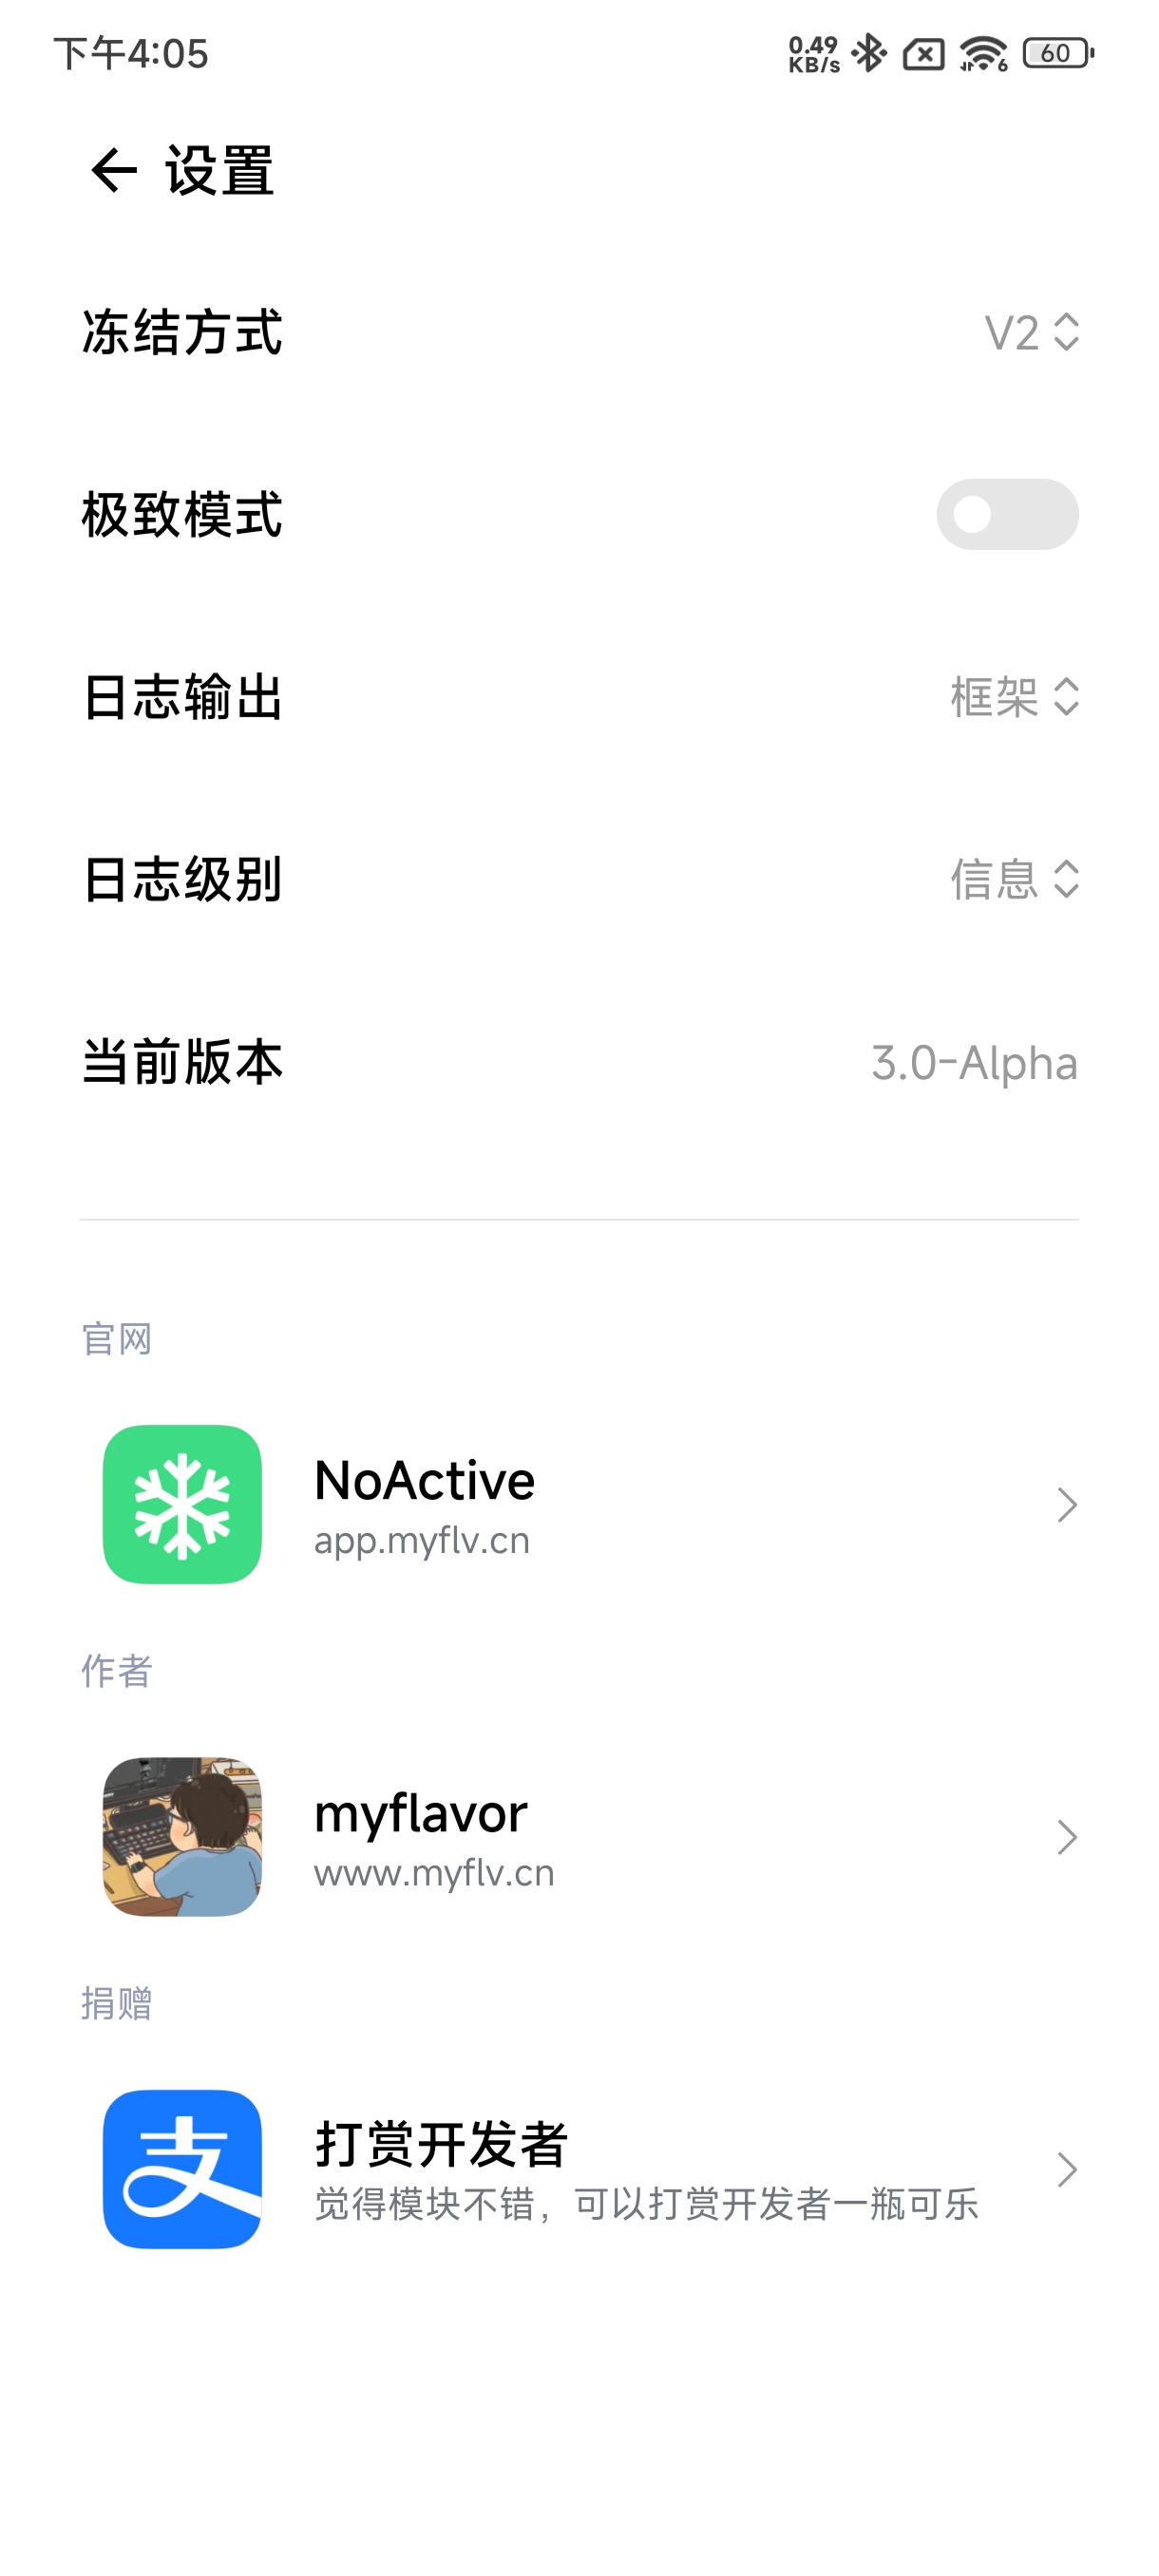 下午4:05
0.49
KB/s
6
60
设置
冻结方式
V2
极致模式
日志输出
框架
日志级别
信息
当前版本
3.0-Alpha
官网
NoActive
app.myflv.cn
作者
myflavor
www.myflv.cn
捐赠
支
打赏开发者
觉得模块不错，可以打赏开发者一瓶可乐